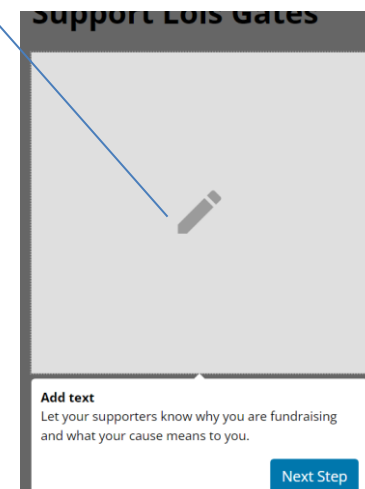 Support Lois Gates
Add text
Let your supporters know why you are fundraising
and what your cause means to you.
Next Step